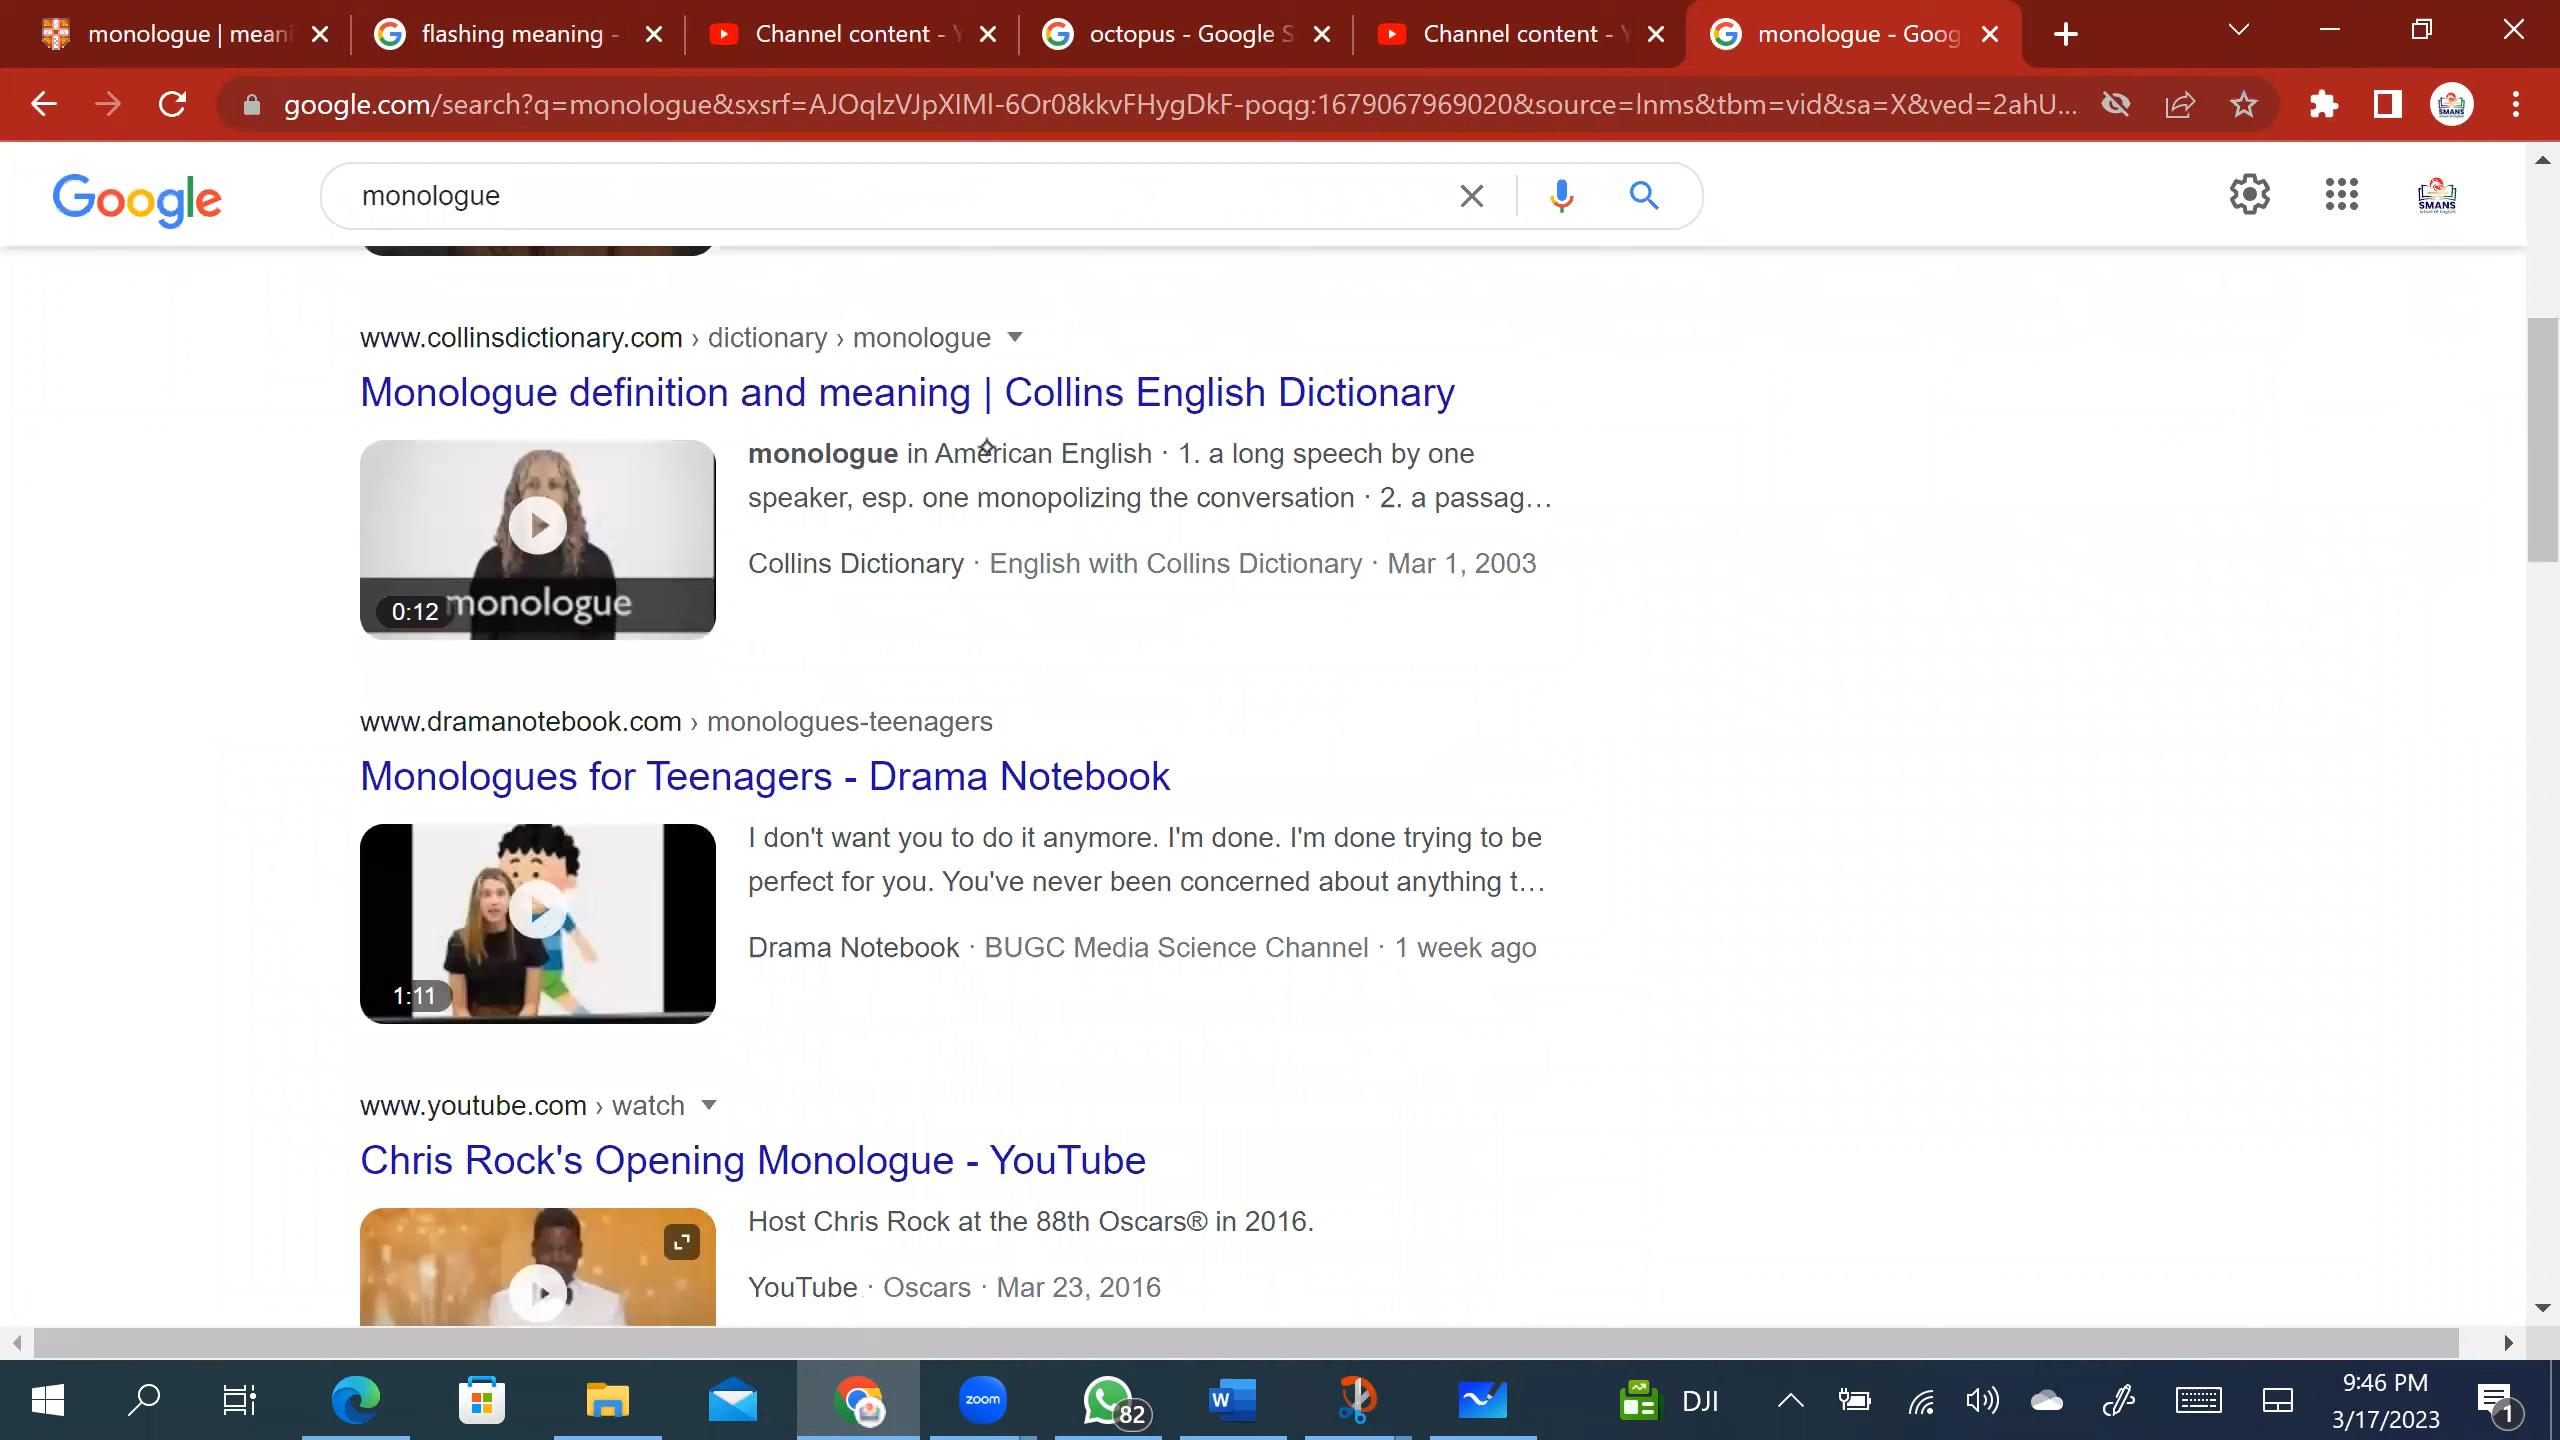 monologue | meani
flashing meaning -
Channel content - Y
octopus - Google S
Channel content - Y
monologue - Goog
google.com/search?q=monologue&sxsrf=AJOqlzVJpXIMl-6Or08kkvFHygDkF-poqg:1679067969020&source=lnms&tbm=vid&sa=X&ved=2ahU...
Google
monologue
SMANS
www.collinsdictionary.com › dictionary › monologue
Monologue definition and meaning | Collins English Dictionary
monologue in American English · 1. a long speech by one
speaker, esp. one monopolizing the conversation · 2. a passag...
Collins Dictionary · English with Collins Dictionary · Mar 1, 2003
monologue
0:12
www.dramanotebook.com › monologues-teenagers
Monologues for Teenagers - Drama Notebook
I don't want you to do it anymore. I'm done. I'm done trying to be
perfect for you. You've never been concerned about anything t...
Drama Notebook · BUGC Media Science Channel · 1 week ago
1:11
www.youtube.com › watch
Chris Rock's Opening Monologue - YouTube
Host Chris Rock at the 88th Oscars® in 2016.
YouTube · Oscars · Mar 23, 2016
zoom
82
W
DJI
9:46 PM
3/17/2023
1